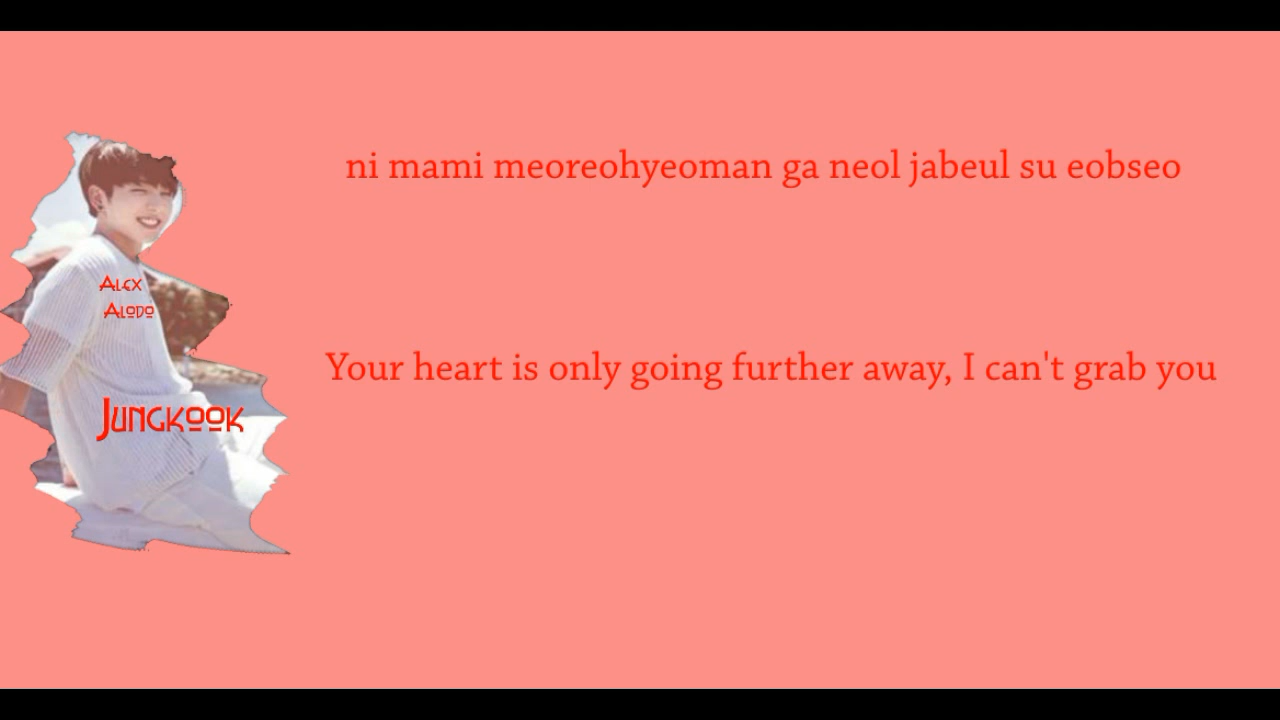 ni mami meoreohyeoman ga neol jabeul su eobseo
Alex
Alodo
Your heart is only going further away, I can't grab you
Jungkook